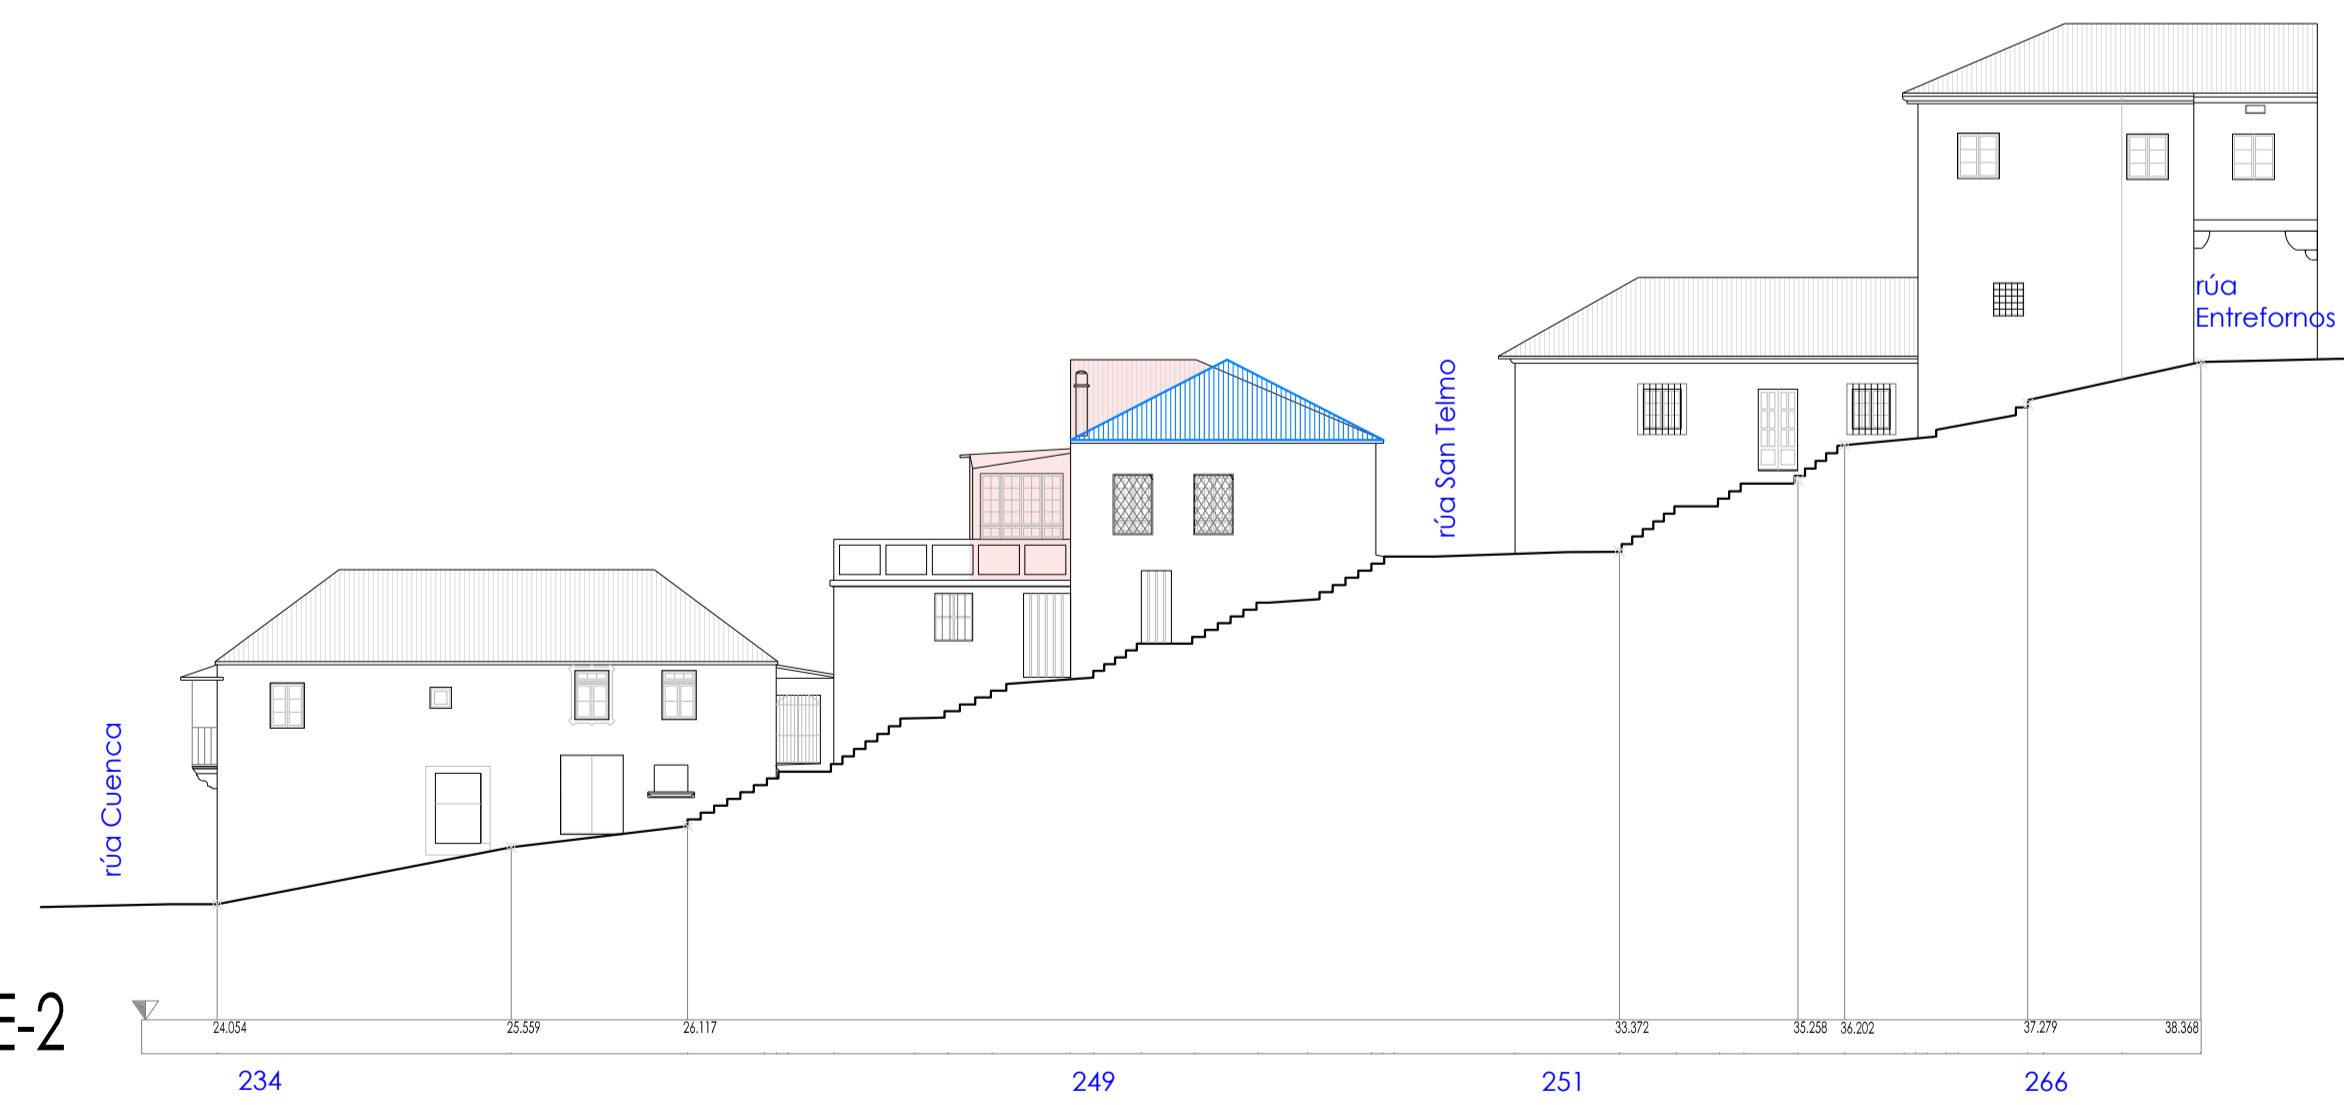 rúa
Entrefornos
rúa San Telmo
rúa Cuenca
E-2
24.054 25.559 26.117 33.372 35.258 36.202 37.279 38.368
234 249 251 266